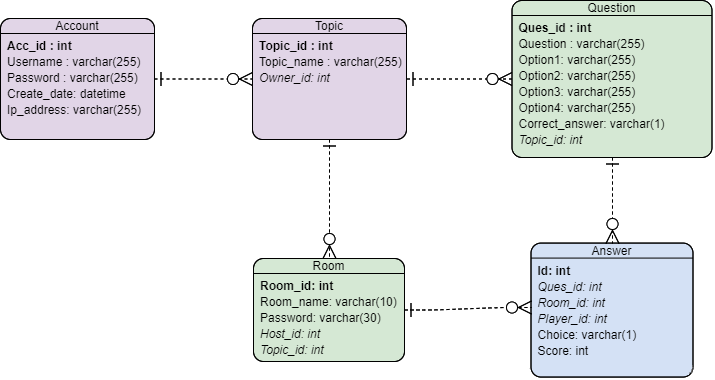 Account
Acc_id : int
Username : varchar(255)
Password : varchar(255)
Create_date: datetime
Ip_address: varchar(255)
Topic
Topic_id : int
Topic_name : varchar(255)
Owner_id: int
Question
Ques_id : int
Question : varchar(255)
Option1: varchar(255)
Option2: varchar(255)
Option3: varchar(255)
Option4: varchar(255)
Correct_answer: varchar(1)
Topic_id: int
Room
Room_id: int
Room_name: varchar(10)
Password: varchar(30)
Host_id: int
Topic_id: int
Answer
Id: int
Ques_id: int
Room_id: int
Player_id: int
Choice: varchar(1)
Score: int